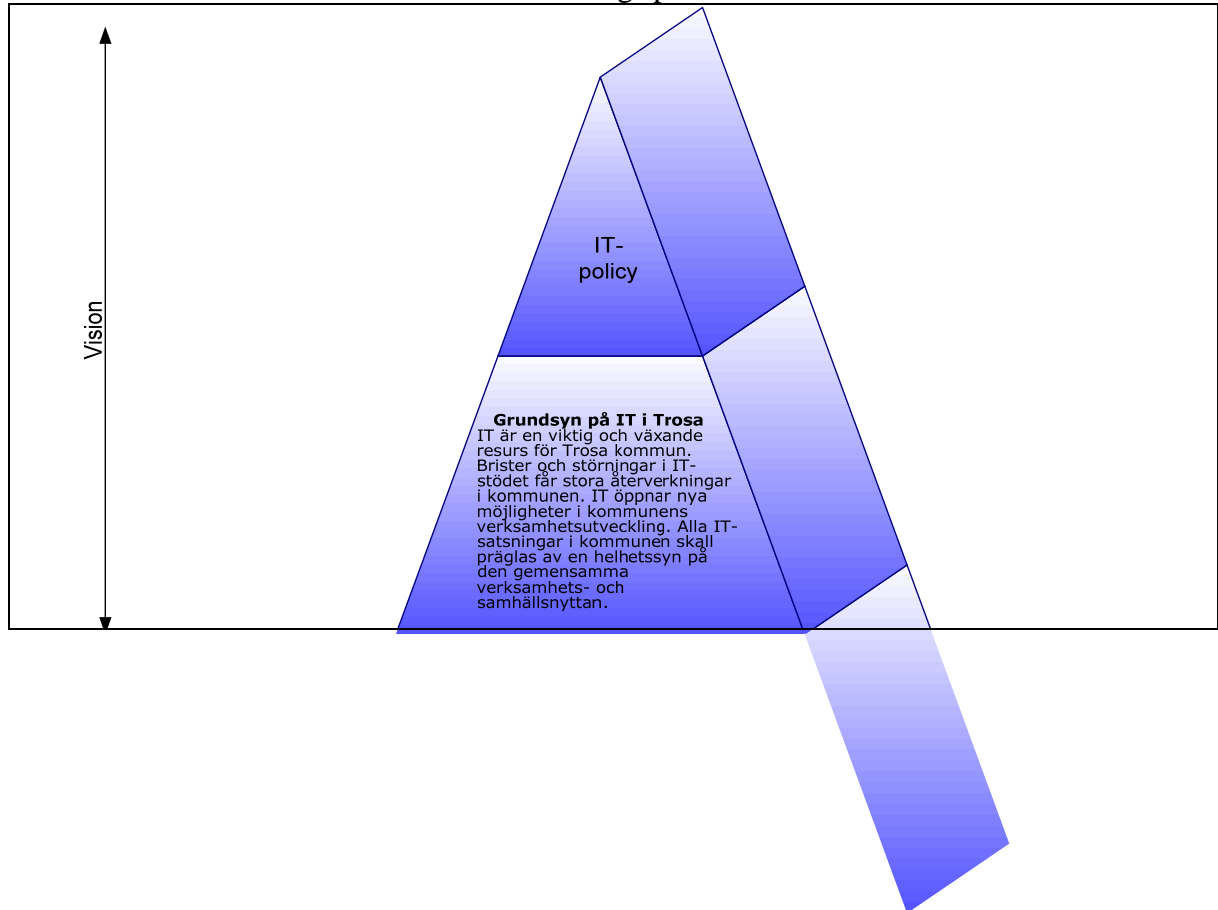 IT-
policy
Vision
Grundsyn på IT i Trosa
IT är en viktig och växande
resurs för Trosa kommun.
Brister och störningar i IT-
stödet får stora återverkningar
i kommunen. IT öppnar nya
möjligheter i kommunens
verksamhetsutveckling. Alla IT-
satsningar i kommunen skall
präglas av en helhetssyn på
den gemensamma
verksamhets- och
samhällsnyttan.